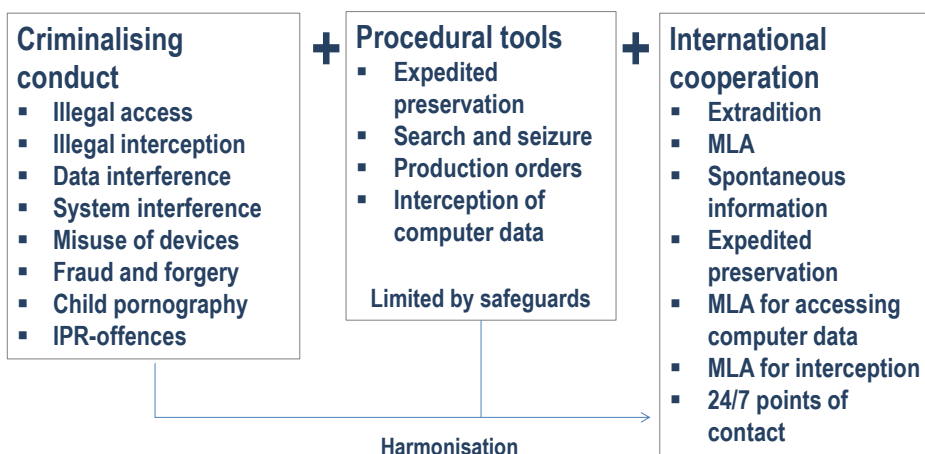 Criminalising
conduct
▪ Illegal access
▪ Illegal interception
▪ Data interference
▪ System interference
▪ Misuse of devices
▪ Fraud and forgery
▪ Child pornography
▪ IPR-offences
+
Procedural tools
▪ Expedited
preservation
▪ Search and seizure
▪ Production orders
▪ Interception of
computer data
Limited by safeguards
+
International
cooperation
▪ Extradition
▪ MLA
▪ Spontaneous
information
▪ Expedited
preservation
▪ MLA for accessing
computer data
▪ MLA for interception
▪ 24/7 points of
contact
Harmonisation